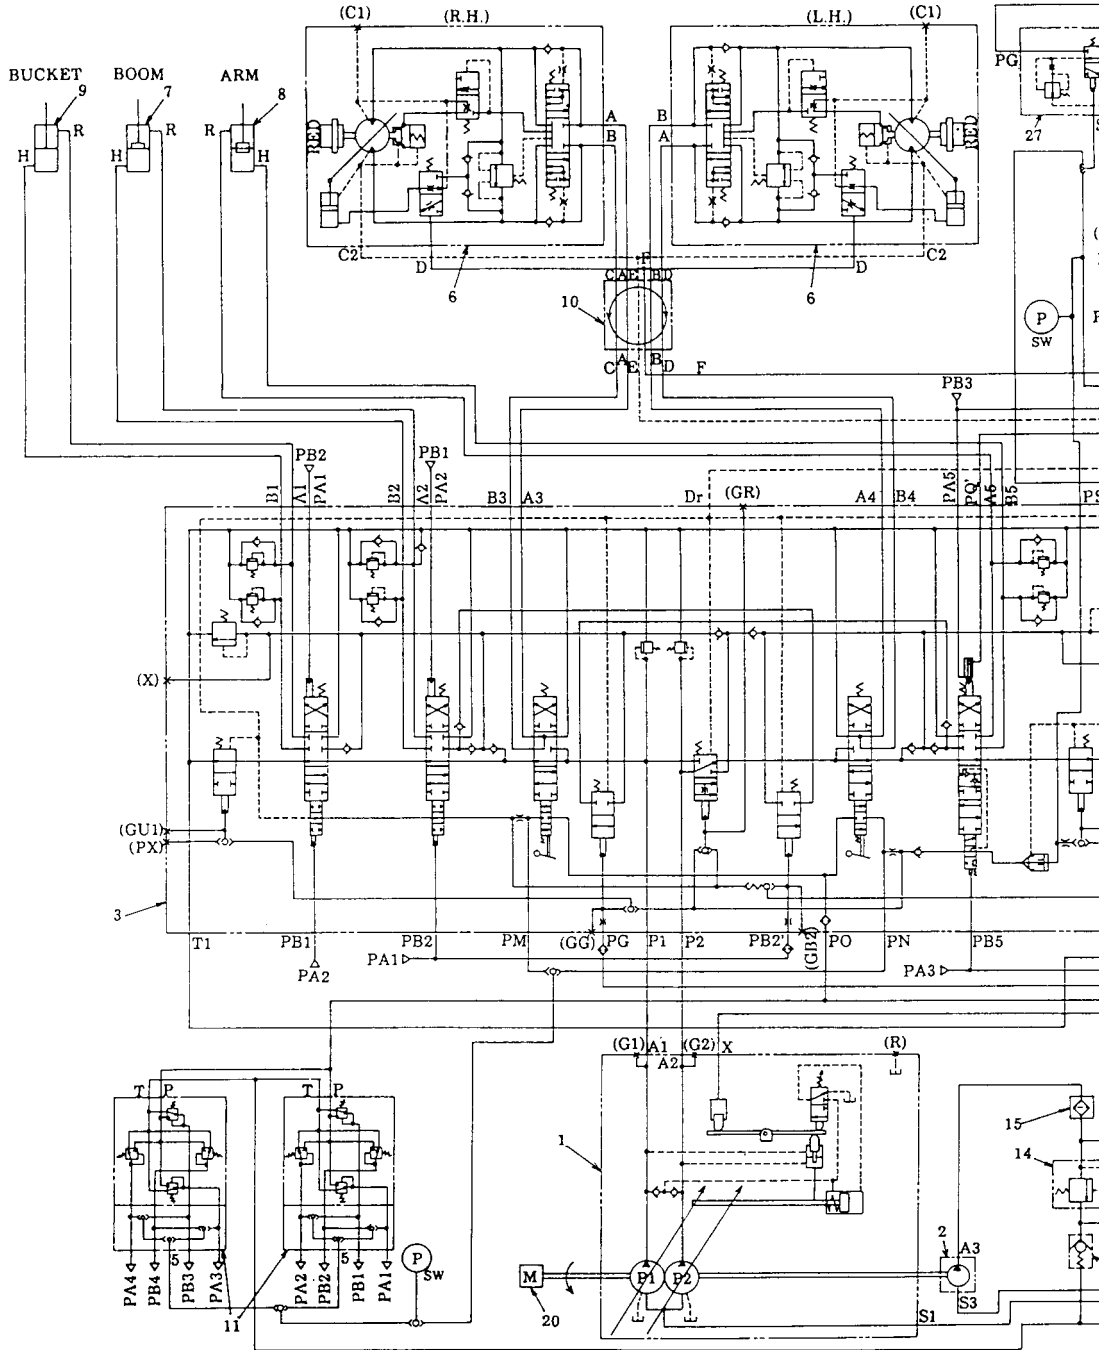 (C1) (R.H.) (L.H.) (C1)
PG
BUCKET BOOM ARM
9 7 8
R R R
H H H
RED
RED
A B
B A
27
C2 D D C2
6 6
F
C A E B D
10
P
SW
A B
C E D F
PB3
PB2 PB1
B1 A1 PA1 B2 A2 PA2 B3 A3 Dr (GR) A4 B4 PA5 PQ' A5 B5
(X)
(GU1)
(PX)
3
T1 PB1 PB2 PM (GG) PG P1 P2 PB2' (GB2) PO PN PB5
PA2 PA1 PA3
(G1) A1 A2 (G2) X (R)
T P T P
15
1
14
5 5
P
SW
2 A3
PA4 PB4 PB3 PA3 PA2 PB2 PB1 PA1
M P1 P2
11 20 S1 S3